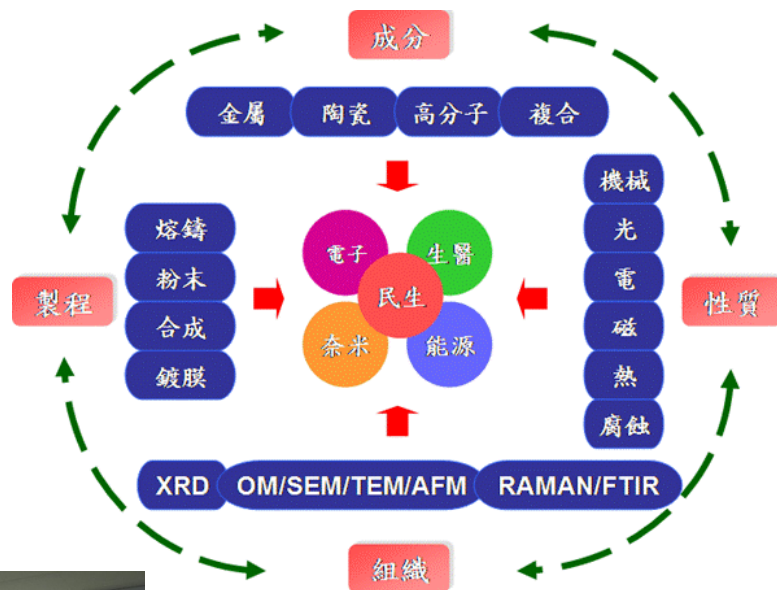 成分
金屬 陶瓷 高分子 複合
製程
熔鑄
粉末
合成
鍍膜
電子 生醫
民生
奈米 能源
機械
光
電
磁
熱
腐蝕
性質
XRD OM/SEM/TEM/AFM RAMAN/FTIR
組織